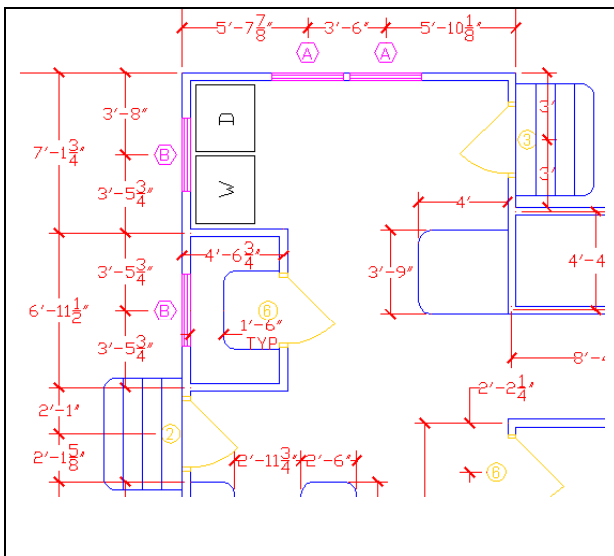 5'-7 7/8" 3'-6" 5'-10 1/8"
A A
3'-8"
D
3'
3
7'-1 3/4"
B
3'-5 3/4"
W
3'
4'
4'-6 3/4"
3'-5 3/4"
3'-9"
4'-4
6'-11 1/2"
B
6
1'-6"
TYP
3'-5 3/4"
8'-4
2'-2 1/4"
2'-1"
2
2'-1 5/8"
2'-11 3/4" 2'-6"
6